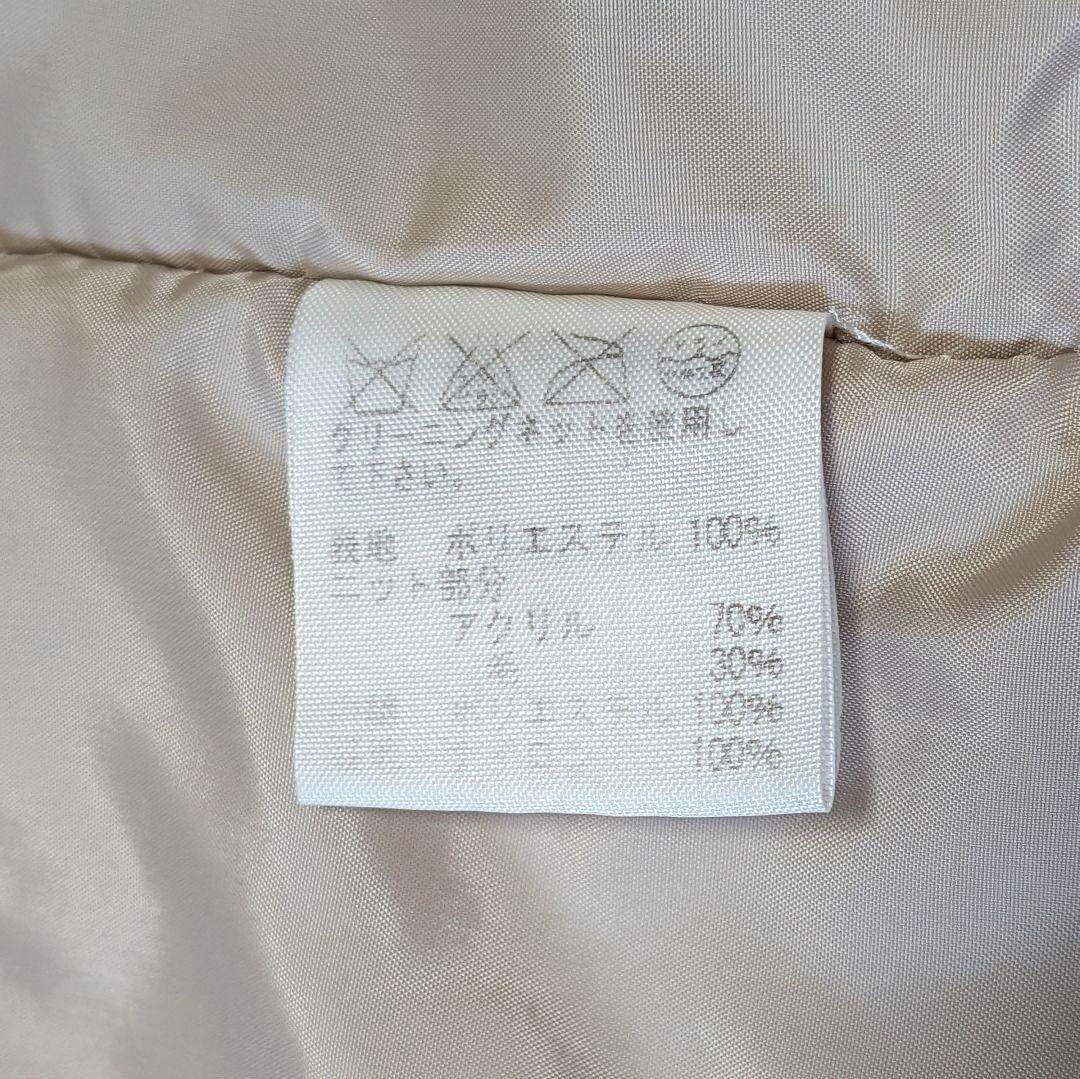 クリーニングネットを使用し
て下さい。
表地 ポリエステル 100%
ニット部分
アクリル 70%
毛 30%
ポリエステル 100%
100%